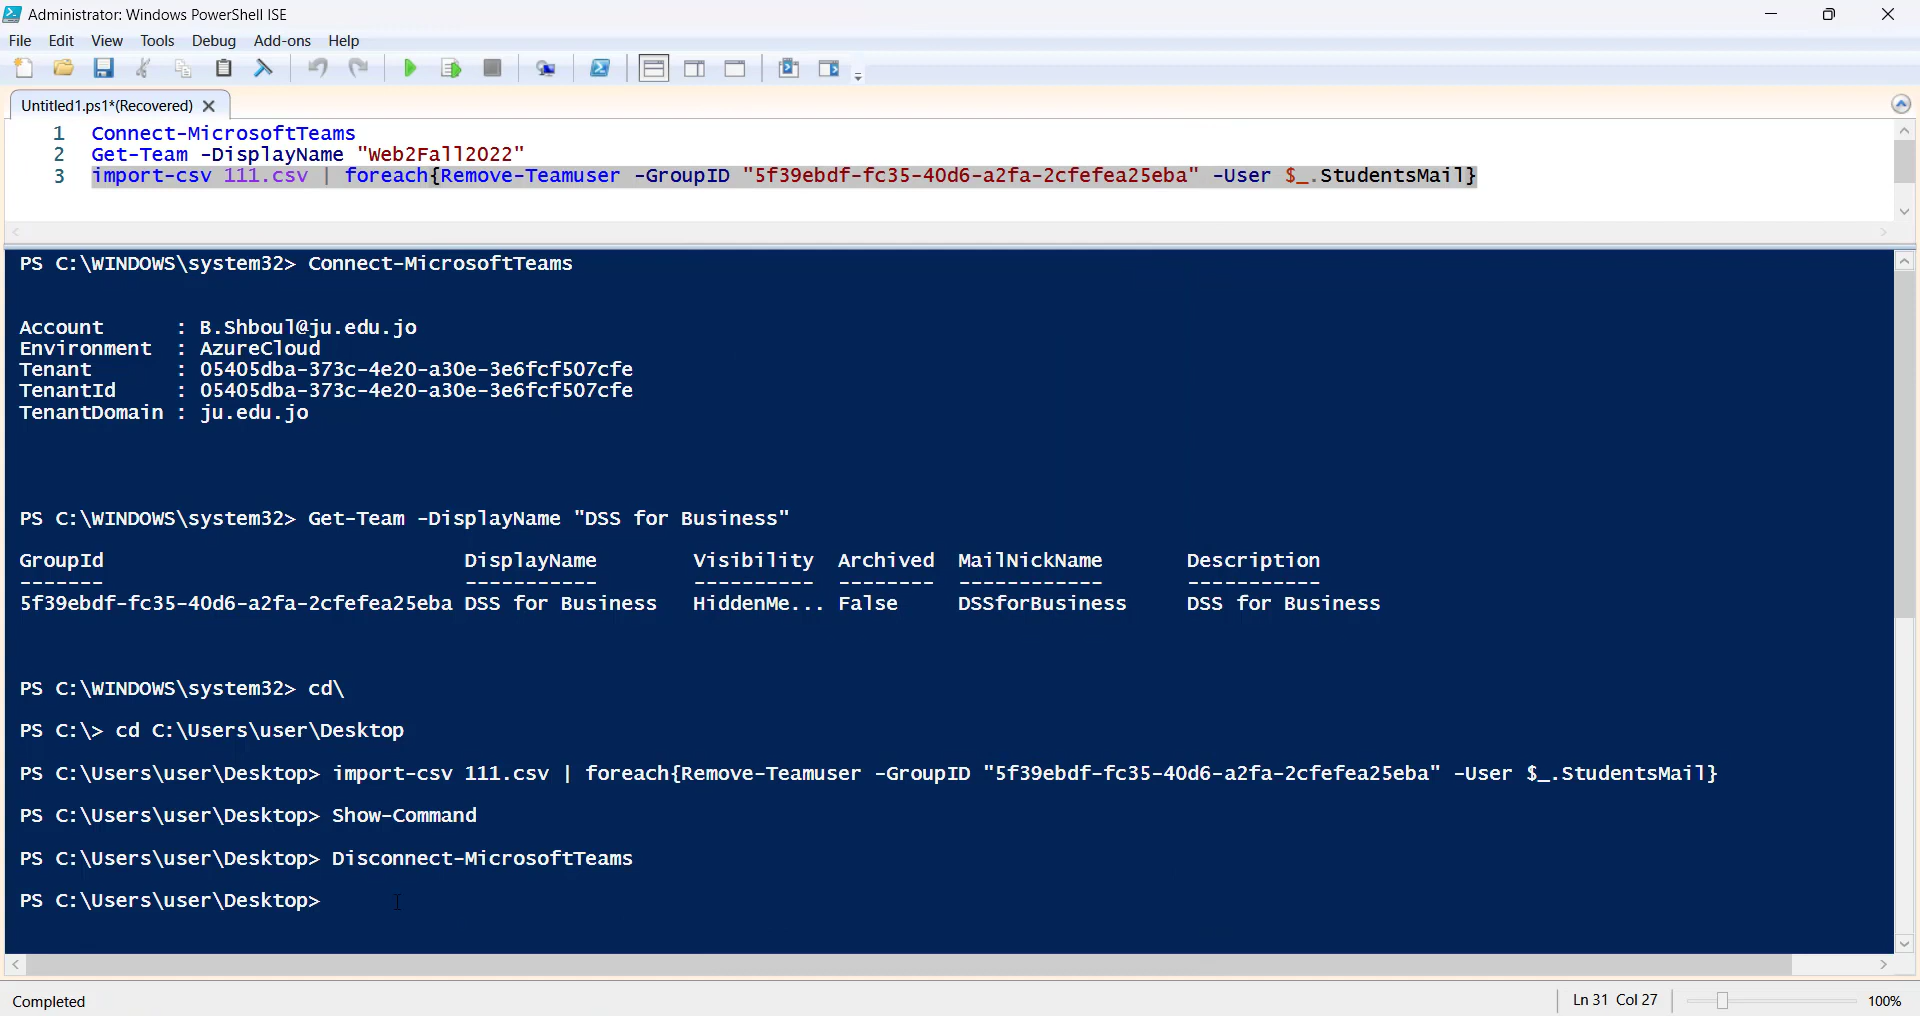 Administrator: Windows PowerShell ISE
File Edit View Tools Debug Add-ons Help
Untitled1.ps1*(Recovered)
1 Connect-MicrosoftTeams
2 Get-Team -DisplayName "Web2Fall2022"
3 import-csv 111.csv | foreach{Remove-Teamuser -GroupID "5f39ebdf-fc35-40d6-a2fa-2cfefea25eba" -User $_.StudentsMail}
PS C:\WINDOWS\system32> Connect-MicrosoftTeams
Account : B.Shboul@ju.edu.jo
Environment : AzureCloud
Tenant : 05405dba-373c-4e20-a30e-3e6fcf507cfe
TenantId : 05405dba-373c-4e20-a30e-3e6fcf507cfe
TenantDomain : ju.edu.jo
PS C:\WINDOWS\system32> Get-Team -DisplayName "DSS for Business"
GroupId DisplayName Visibility Archived MailNickName Description
------- ----------- ---------- -------- ------------ -----------
5f39ebdf-fc35-40d6-a2fa-2cfefea25eba DSS for Business HiddenMe... False DSSforBusiness DSS for Business
PS C:\WINDOWS\system32> cd\
PS C:\> cd C:\Users\user\Desktop
PS C:\Users\user\Desktop> import-csv 111.csv | foreach{Remove-Teamuser -GroupID "5f39ebdf-fc35-40d6-a2fa-2cfefea25eba" -User $_.StudentsMail}
PS C:\Users\user\Desktop> Show-Command
PS C:\Users\user\Desktop> Disconnect-MicrosoftTeams
PS C:\Users\user\Desktop>
Completed Ln 31 Col 27 100%